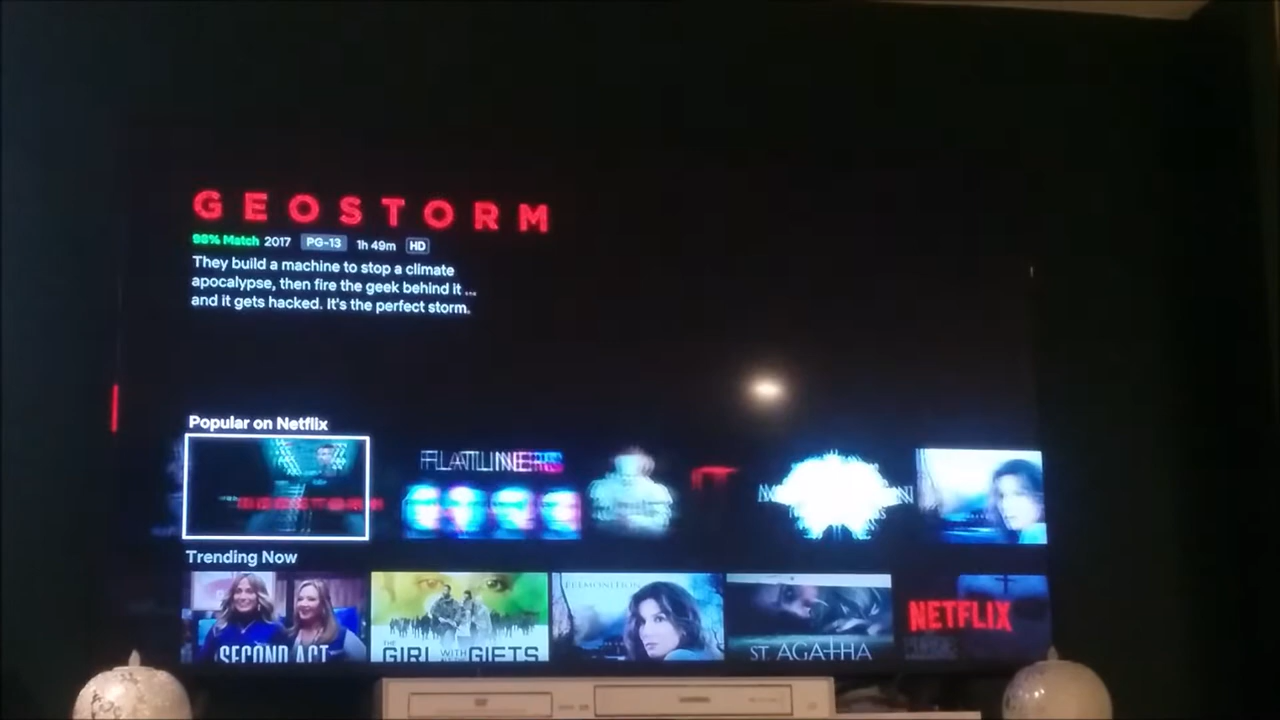 GEOSTORM
98% Match 2017 PG-13 1h 49m HD
They build a machine to stop a climate
apocalypse, then fire the geek behind it ...
and it gets hacked. It's the perfect storm.
Popular on Netflix
GEOSTORM
FLATLINERS
IT
Trending Now
SECOND ACT
THE GIRL WITH THE GIFTS
PREMONITION
ST. AGATHA
NETFLIX